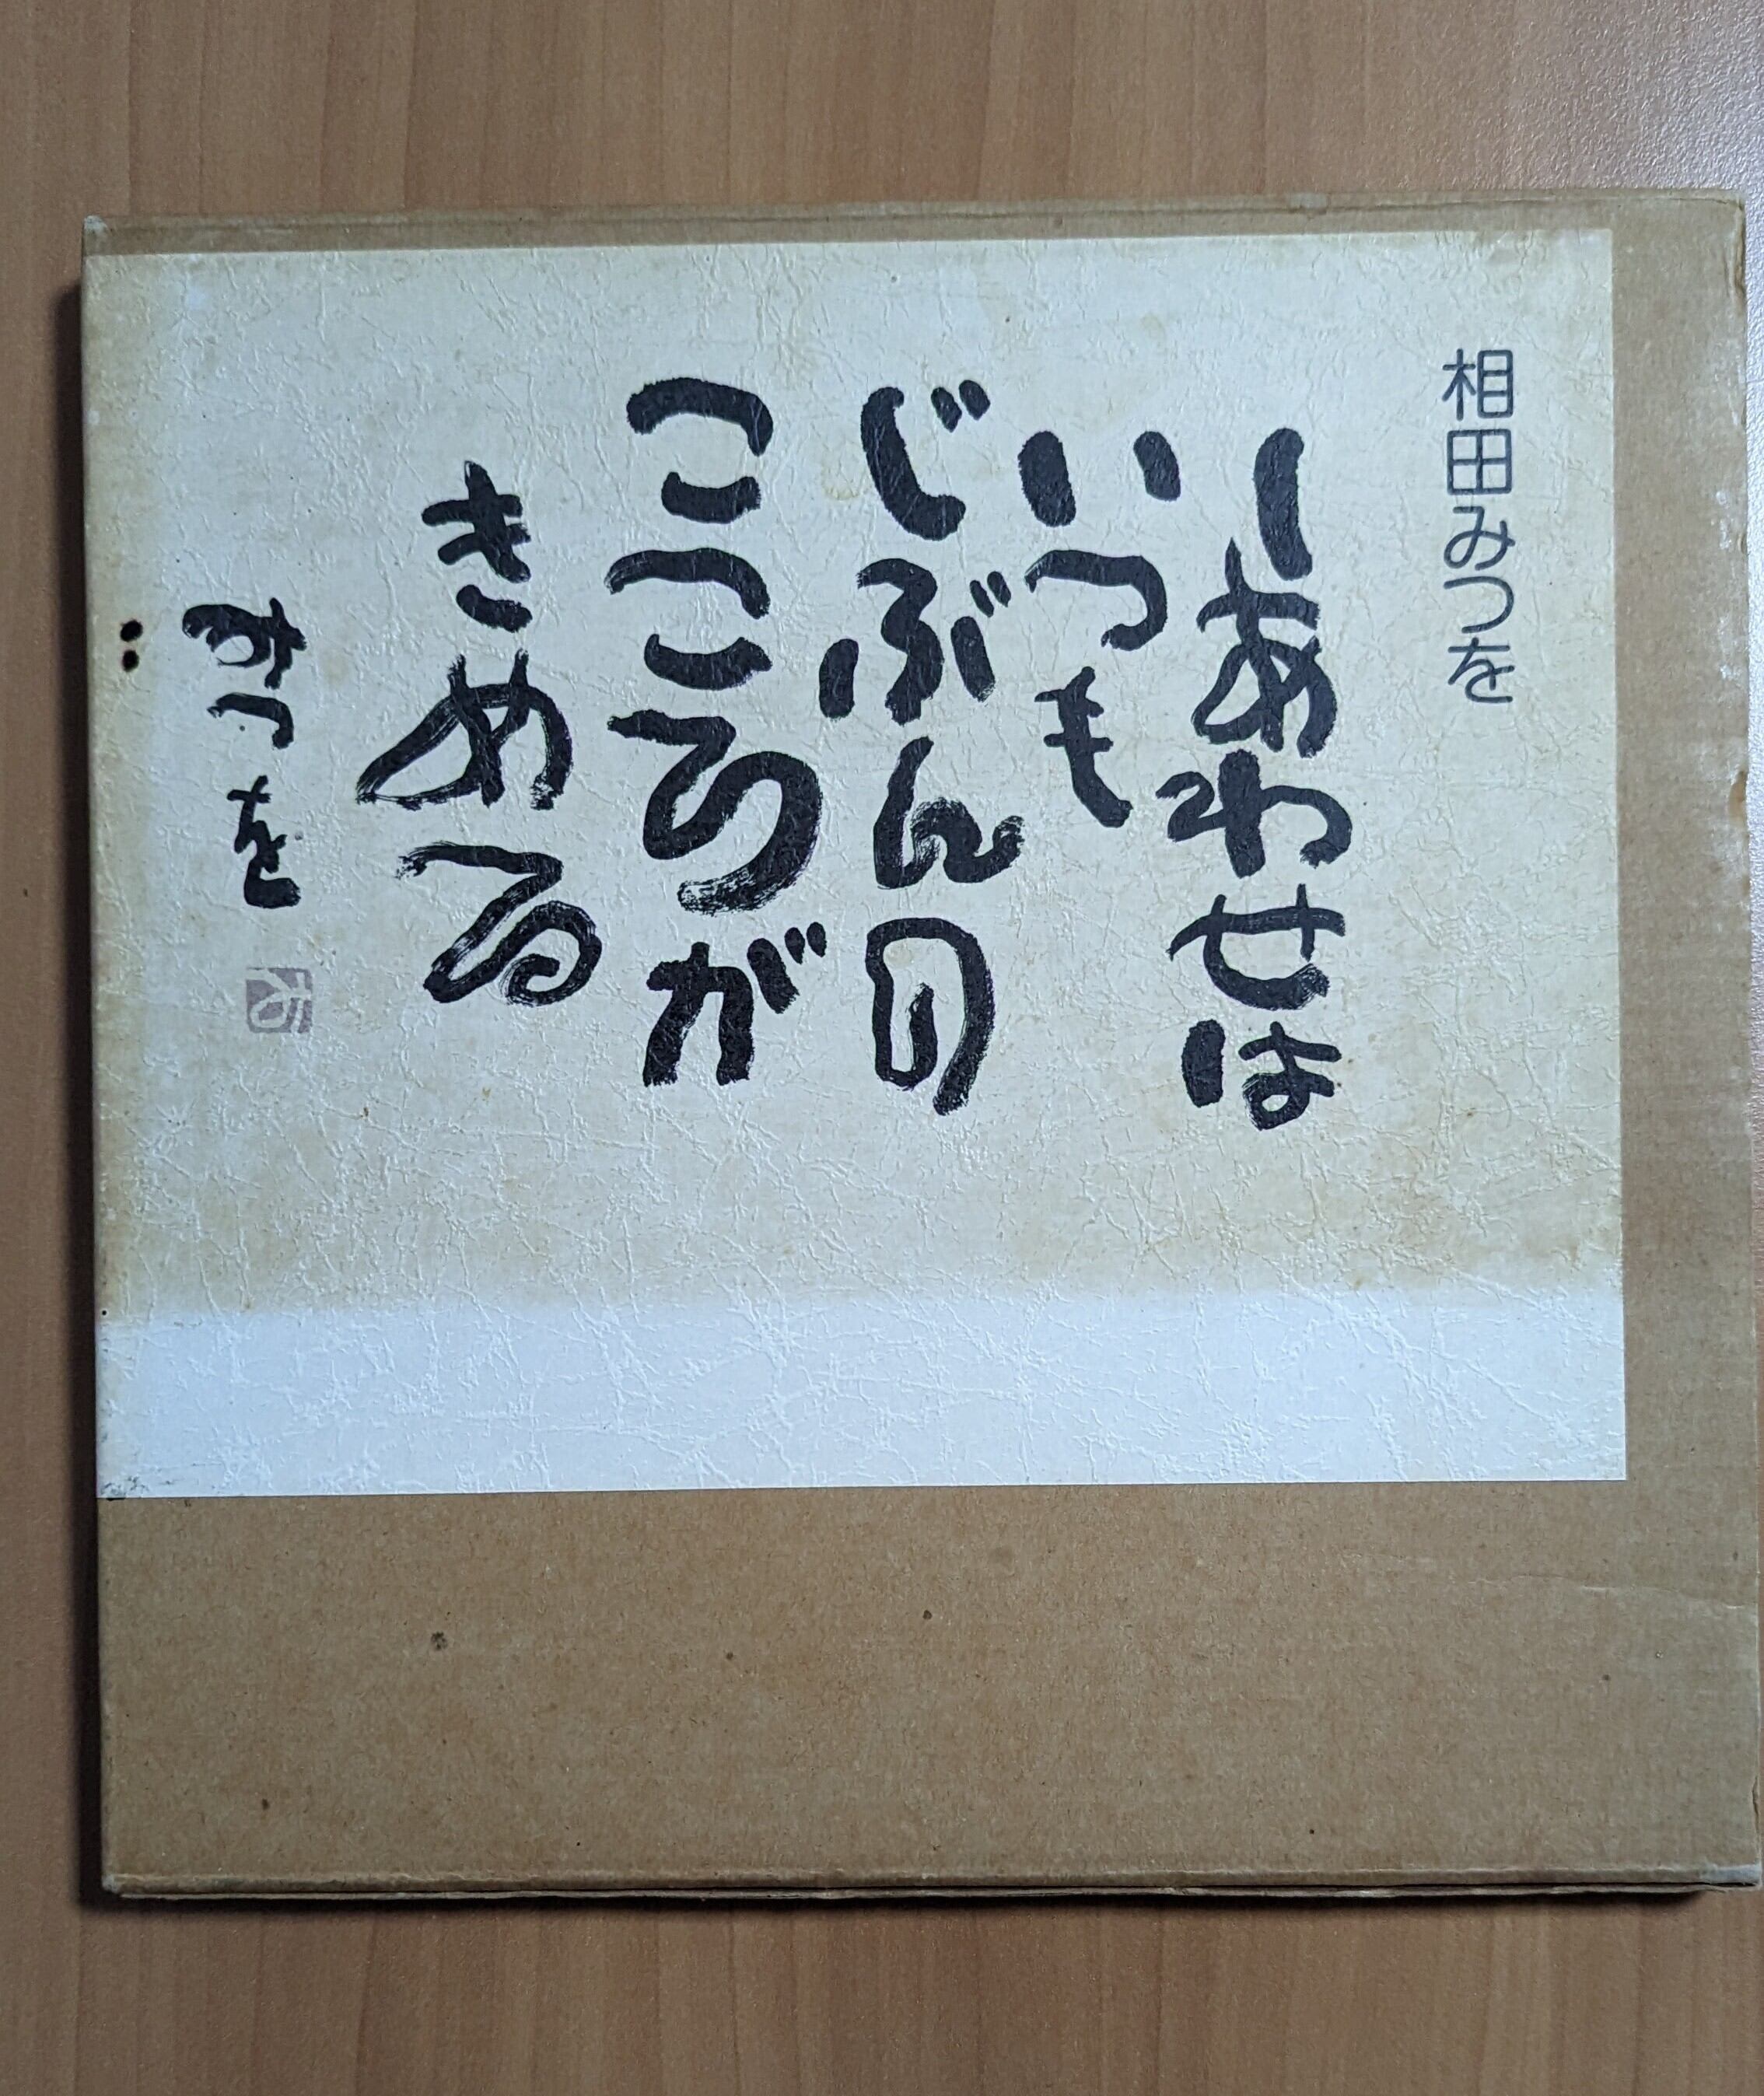 相田みつを
しあわせは
いつも
じぶんの
こころが
きめる
みつを